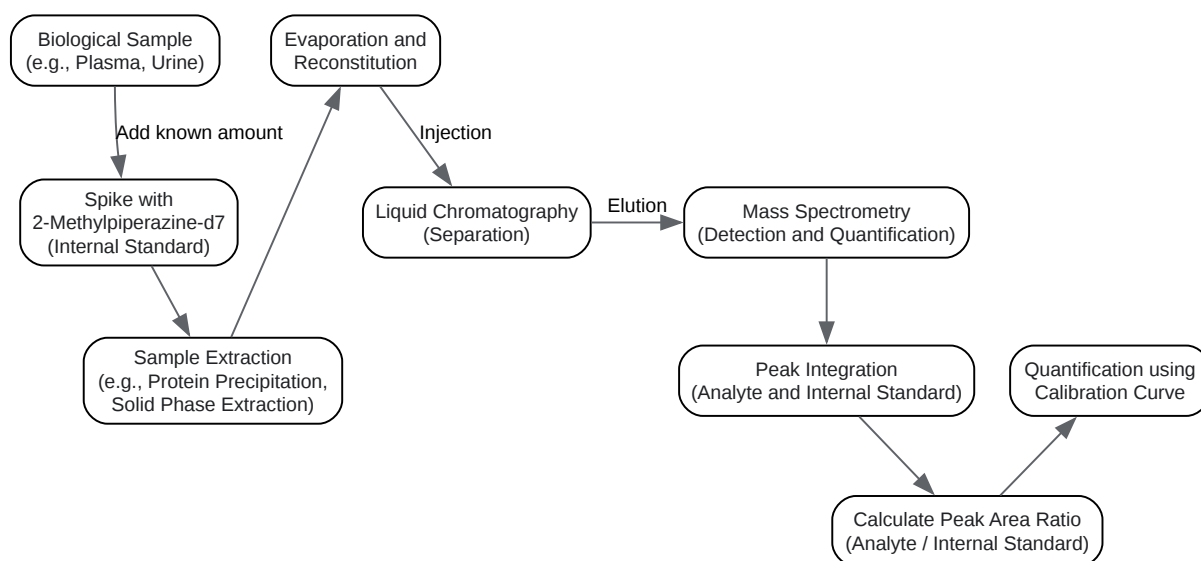 Biological Sample
(e.g., Plasma, Urine)
Add known amount
Spike with
2-Methylpiperazine-d7
(Internal Standard)
Sample Extraction
(e.g., Protein Precipitation,
Solid Phase Extraction)
Evaporation and
Reconstitution
Injection
Liquid Chromatography
(Separation)
Elution
Mass Spectrometry
(Detection and Quantification)
Peak Integration
(Analyte and Internal Standard)
Calculate Peak Area Ratio
(Analyte / Internal Standard)
Quantification using
Calibration Curve